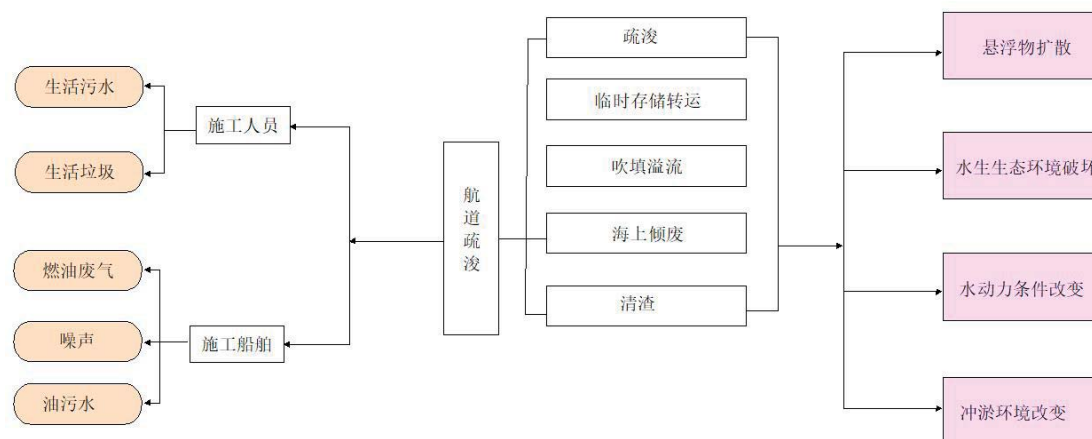 生活污水
生活垃圾
施工人员
燃油废气
噪声
油污水
施工船舶
航道疏浚
疏浚
临时存储转运
吹填溢流
海上倾废
清渣
悬浮物扩散
水生生态环境破坏
水动力条件改变
冲淤环境改变